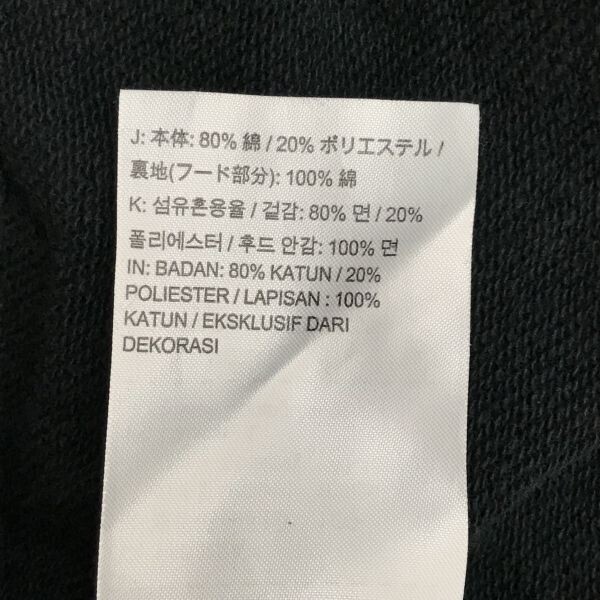 J: 本体: 80% 綿 / 20% ポリエステル /
裏地(フード部分): 100% 綿
K: 섬유혼용율 / 겉감: 80% 면 / 20%
폴리에스터 / 후드 안감: 100% 면
IN: BADAN: 80% KATUN / 20%
POLIESTER / LAPISAN : 100%
KATUN / EKSKLUSIF DARI
DEKORASI